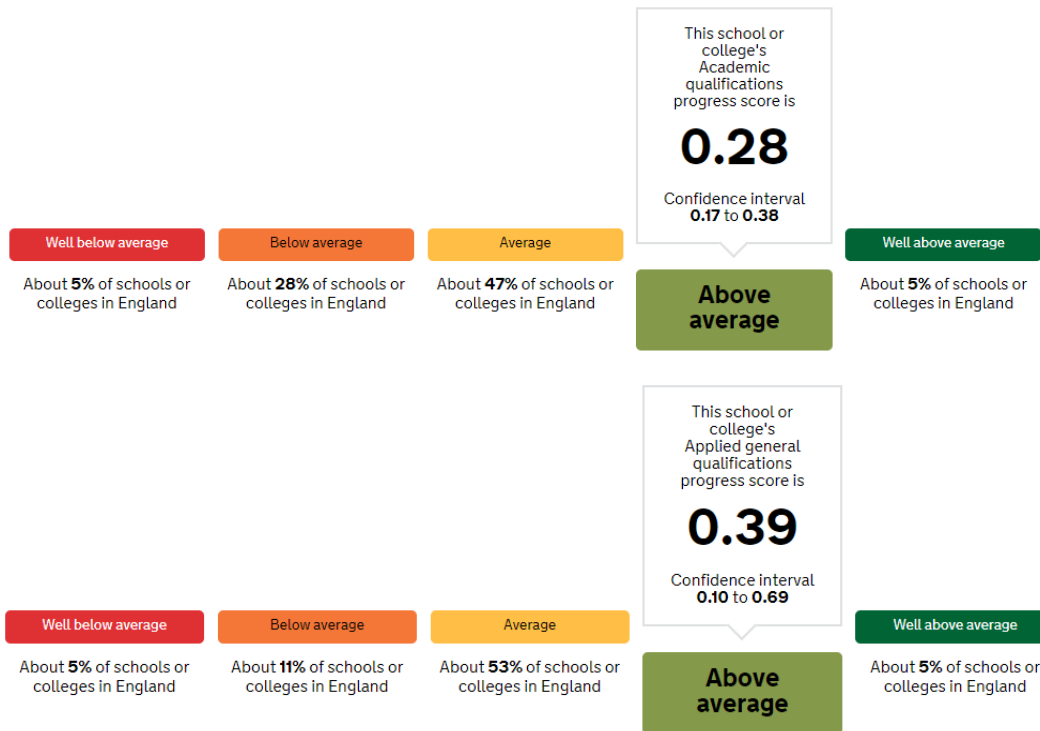 This school or
college's
Academic
qualifications
progress score is
0.28
Confidence interval
0.17 to 0.38
Well below average
Below average
Average
Well above average
About 5% of schools or
colleges in England
About 28% of schools or
colleges in England
About 47% of schools or
colleges in England
Above
average
About 5% of schools or
colleges in England
This school or
college's
Applied general
qualifications
progress score is
0.39
Confidence interval
0.10 to 0.69
Well below average
Below average
Average
Well above average
About 5% of schools or
colleges in England
About 11% of schools or
colleges in England
About 53% of schools or
colleges in England
Above
average
About 5% of schools or
colleges in England